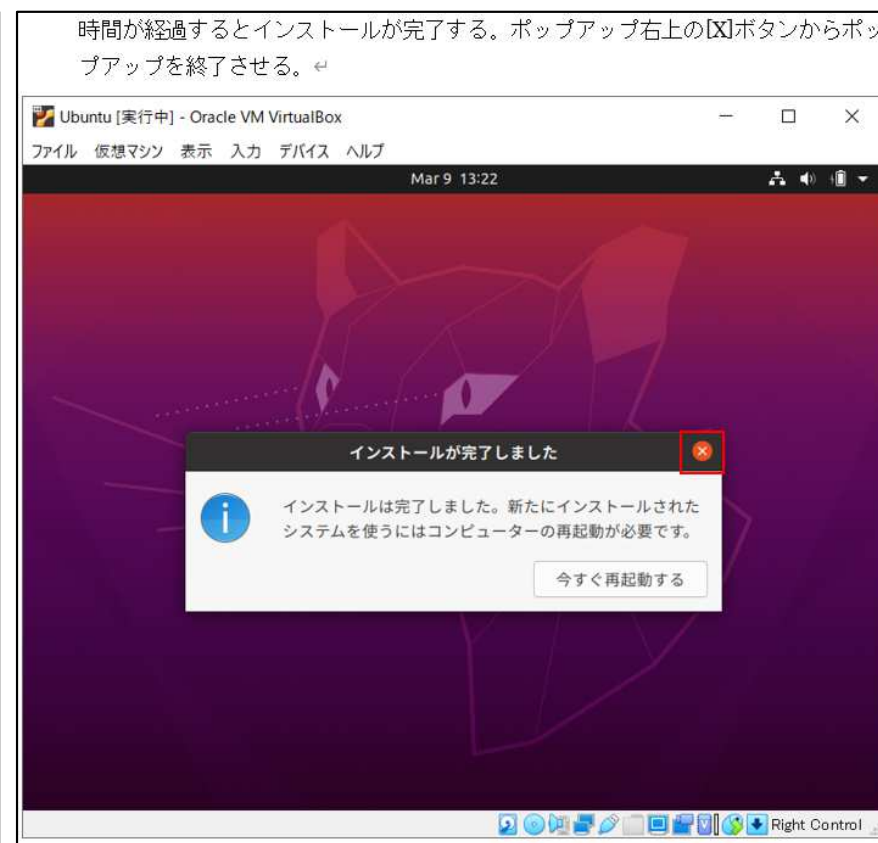 時間が経過するとインストールが完了する。ポップアップ右上の[X]ボタンからポッ
プアップを終了させる。↵
Ubuntu [実行中] - Oracle VM VirtualBox
ファイル 仮想マシン 表示 入力 デバイス ヘルプ
Mar 9 13:22
インストールが完了しました
インストールは完了しました。新たにインストールされた
システムを使うにはコンピューターの再起動が必要です。
今すぐ再起動する
Right Control